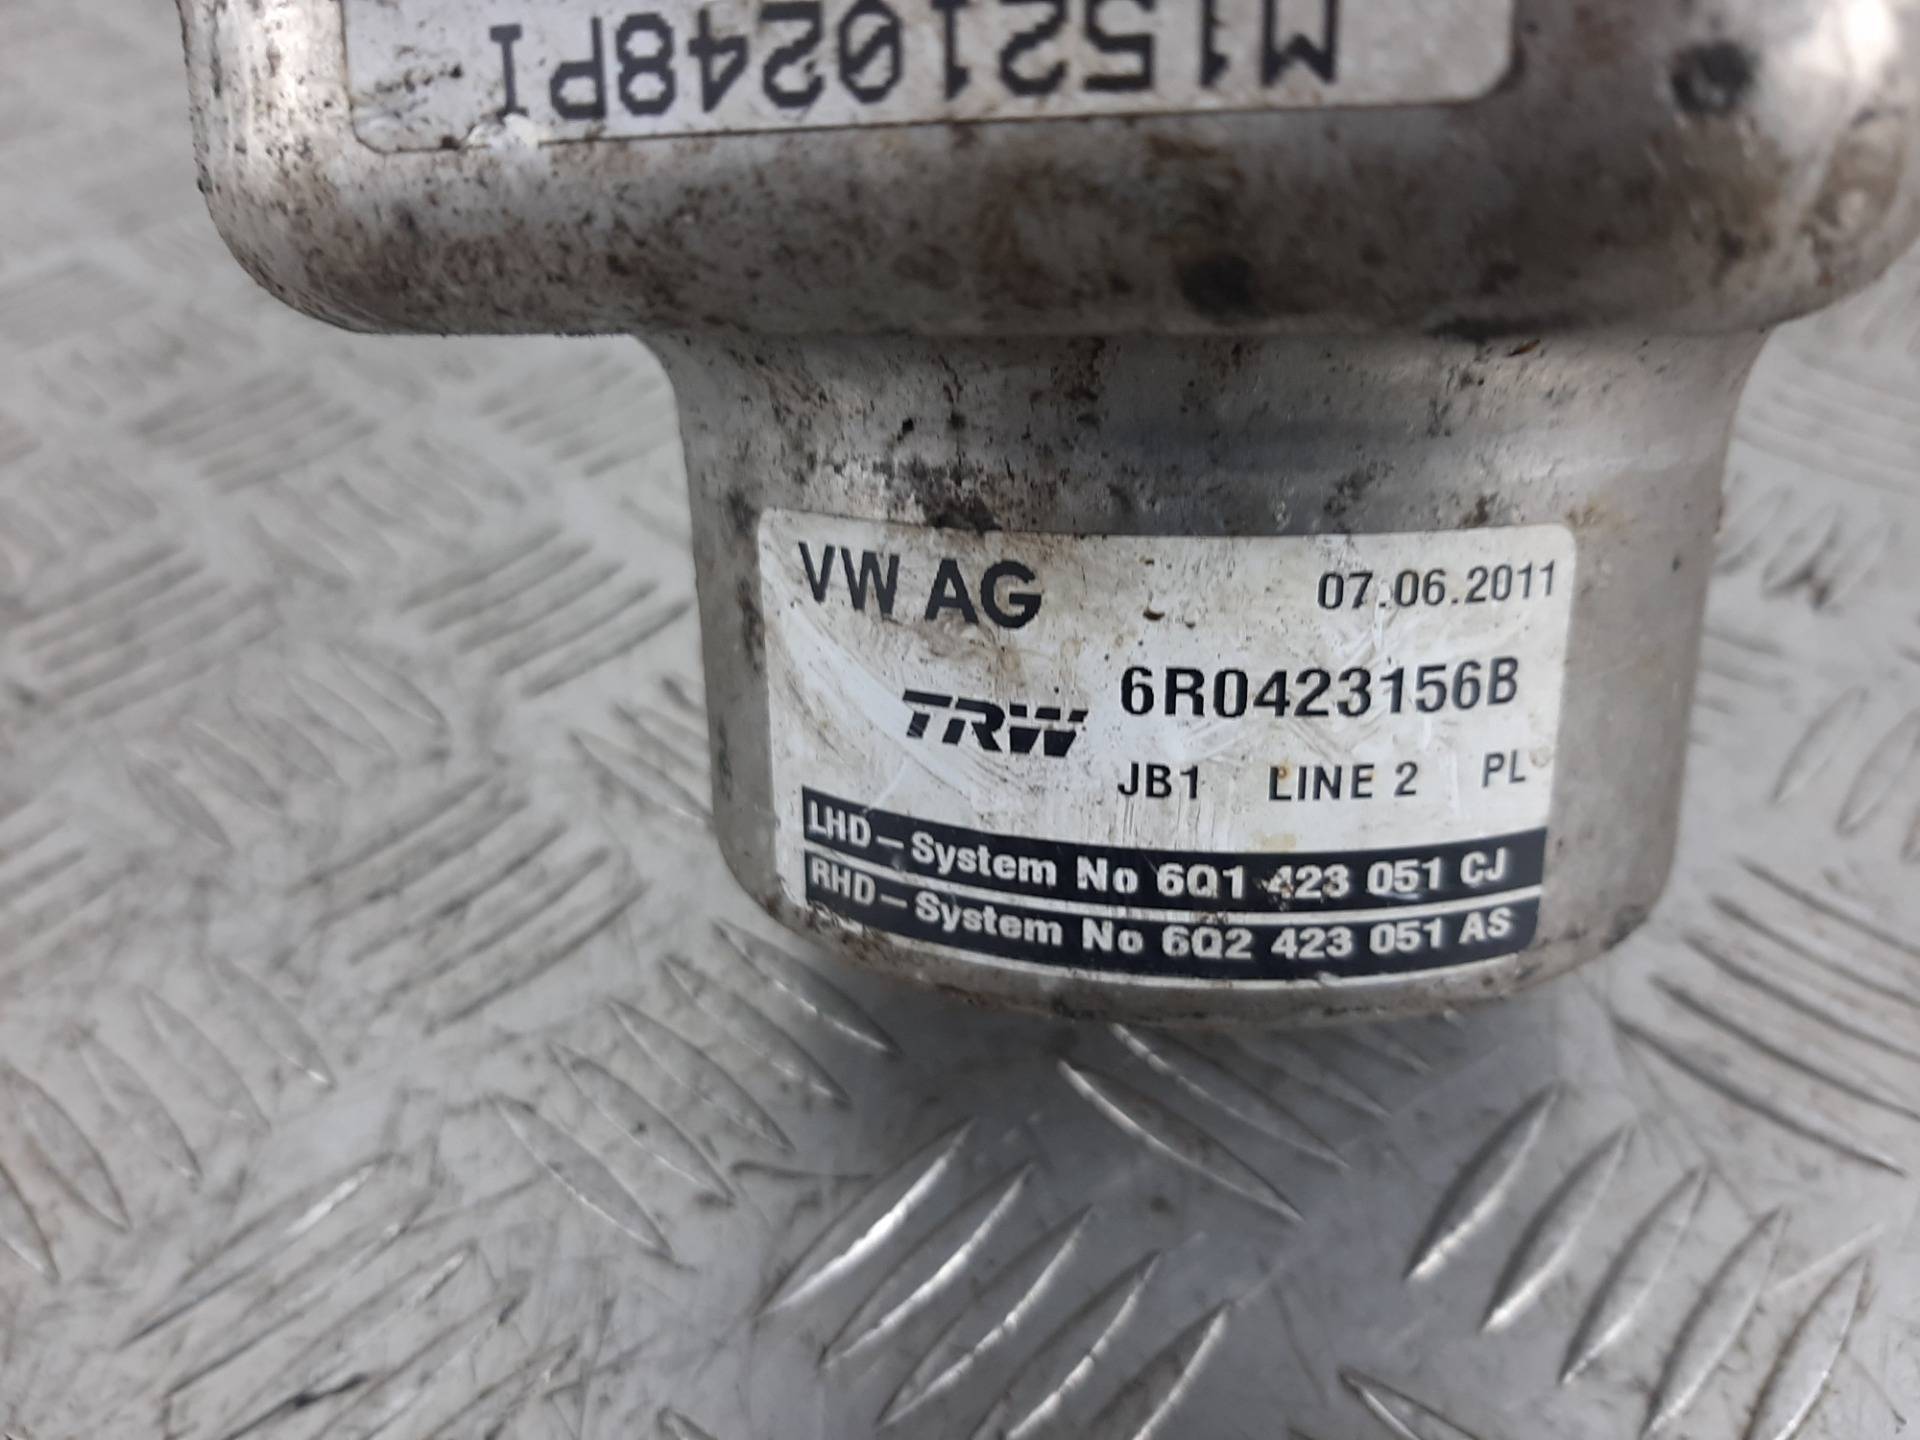 M15210248PI
VW AG 07.06.2011
TRW 6R0423156B
JB1 LINE 2 PL
LHD-System No 6Q1 423 051 CJ
RHD-System No 6Q2 423 051 AS